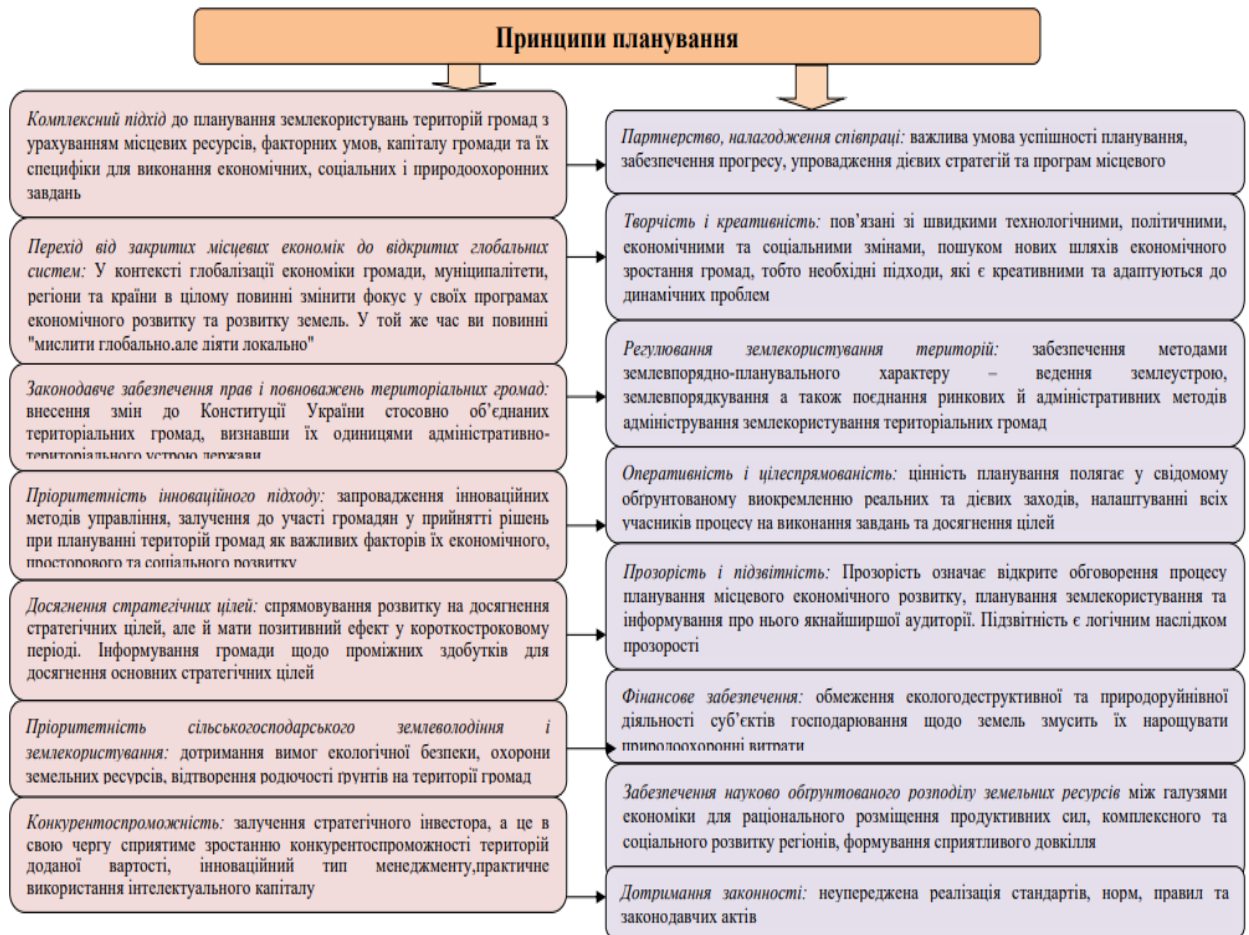 Принципи планування
Комплексний підхід до планування землекористувань територій громад з
урахуванням місцевих ресурсів, факторних умов, капіталу громади та їх
специфіки для виконання економічних, соціальних і природоохоронних
завдань
Перехід від закритих місцевих економік до відкритих глобальних
систем: У контексті глобалізації економіки громади, муніципалітети,
регіони та країни в цілому повинні змінити фокус у своїх програмах
економічного розвитку та розвитку земель. У той же час ви повинні
"мислити глобально,але діяти локально"
Законодавче забезпечення прав і повноважень територіальних громад:
внесення змін до Конституції України стосовно об’єднаних
територіальних громад, визнавши їх одиницями адміністративно-
територіального устрою держави
Пріоритетність інноваційного підходу: запровадження інноваційних
методів управління, залучення до участі громадян у прийнятті рішень
при плануванні територій громад як важливих факторів їх економічного,
просторового та соціального розвитку
Досягнення стратегічних цілей: спрямовування розвитку на досягнення
стратегічних цілей, але й мати позитивний ефект у короткостроковому
періоді. Інформування громади щодо проміжних здобутків для
досягнення основних стратегічних цілей
Пріоритетність сільськогосподарського землеволодіння і
землекористування: дотримання вимог екологічної безпеки, охорони
земельних ресурсів, відтворення родючості ґрунтів на території громад
Конкурентоспроможність: залучення стратегічного інвестора, а це в
свою чергу сприятиме зростанню конкурентоспроможності територій
доданої вартості, інноваційний тип менеджменту,практичне
використання інтелектуального капіталу
Партнерство, налагодження співпраці: важлива умова успішності планування,
забезпечення прогресу, упровадження дієвих стратегій та програм місцевого
Творчість і креативність: пов’язані зі швидкими технологічними, політичними,
економічними та соціальними змінами, пошуком нових шляхів економічного
зростання громад, тобто необхідні підходи, які є креативними та адаптуються до
динамічних проблем
Регулювання землекористування територій: забезпечення методами
землевпорядно-планувального характеру – ведення землеустрою,
землевпорядкування а також поєднання ринкових й адміністративних методів
адміністрування землекористування територіальних громад
Оперативність і цілеспрямованість: цінність планування полягає у свідомому
обґрунтованому виокремленню реальних та дієвих заходів, налаштуванні всіх
учасників процесу на виконання завдань та досягнення цілей
Прозорість і підзвітність: Прозорість означає відкрите обговорення процесу
планування місцевого економічного розвитку, планування землекористування та
інформування про нього якнайширшої аудиторії. Підзвітність є логічним наслідком
прозорості
Фінансове забезпечення: обмеження екологодеструктивної та природоруйнівної
діяльності суб’єктів господарювання щодо земель змусить їх нарощувати
природоохоронні витрати
Забезпечення науково обґрунтованого розподілу земельних ресурсів між галузями
економіки для раціонального розміщення продуктивних сил, комплексного та
соціального розвитку регіонів, формування сприятливого довкілля
Дотримання законності: неупереджена реалізація стандартів, норм, правил та
законодавчих актів